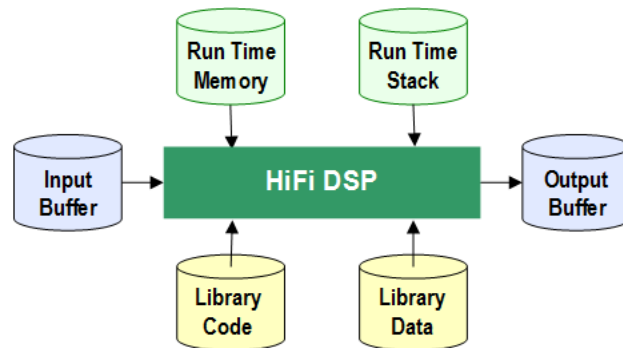 Run Time
Memory
Run Time
Stack
Input
Buffer
HiFi DSP
Output
Buffer
Library
Code
Library
Data